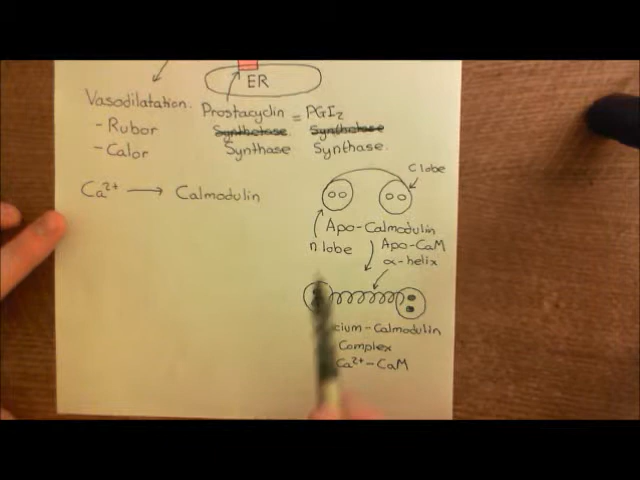 ER
Vasodilatation. Prostacyclin = PGI2
- Rubor Synthetase. Synthetase
- Calor Synthase Synthase.
Ca2+ → Calmodulin
C lobe
Apo-Calmodulin
n lobe Apo-CaM
α-helix
cium-Calmodulin
Complex
Ca2+-CaM